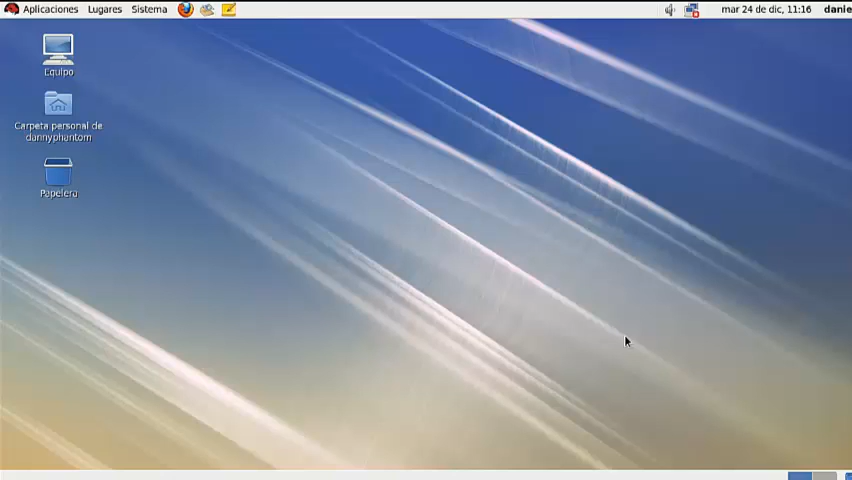 Aplicaciones Lugares Sistema mar 24 de dic, 11:16 danie
Equipo
Carpeta personal de
dannyphantom
Papelera